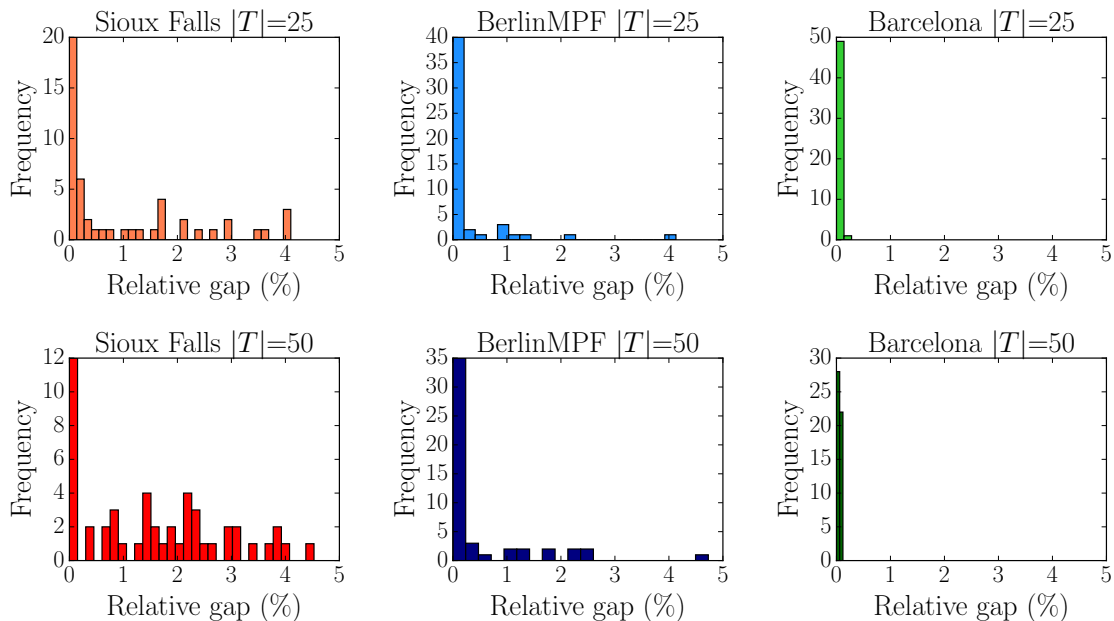 Sioux Falls |T|=25
BerlinMPF |T|=25
Barcelona |T|=25
Frequency
20
15
10
5
0
0 1 2 3 4 5
Relative gap (%)
Frequency
40
35
30
25
20
15
10
5
0
0 1 2 3 4 5
Relative gap (%)
Frequency
50
40
30
20
10
0
0 1 2 3 4 5
Relative gap (%)
Sioux Falls |T|=50
BerlinMPF |T|=50
Barcelona |T|=50
Frequency
12
10
8
6
4
2
0
0 1 2 3 4 5
Relative gap (%)
Frequency
35
30
25
20
15
10
5
0
0 1 2 3 4 5
Relative gap (%)
Frequency
30
25
20
15
10
5
0
0 1 2 3 4 5
Relative gap (%)